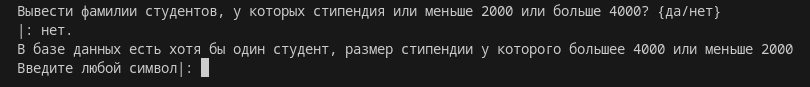 Вывести фамилии студентов, у которых стипендия или меньше 2000 или больше 4000? {да/нет}
|: нет.
В базе данных есть хотя бы один студент, размер стипендии у которого большее 4000 или меньше 2000
Введите любой символ|: